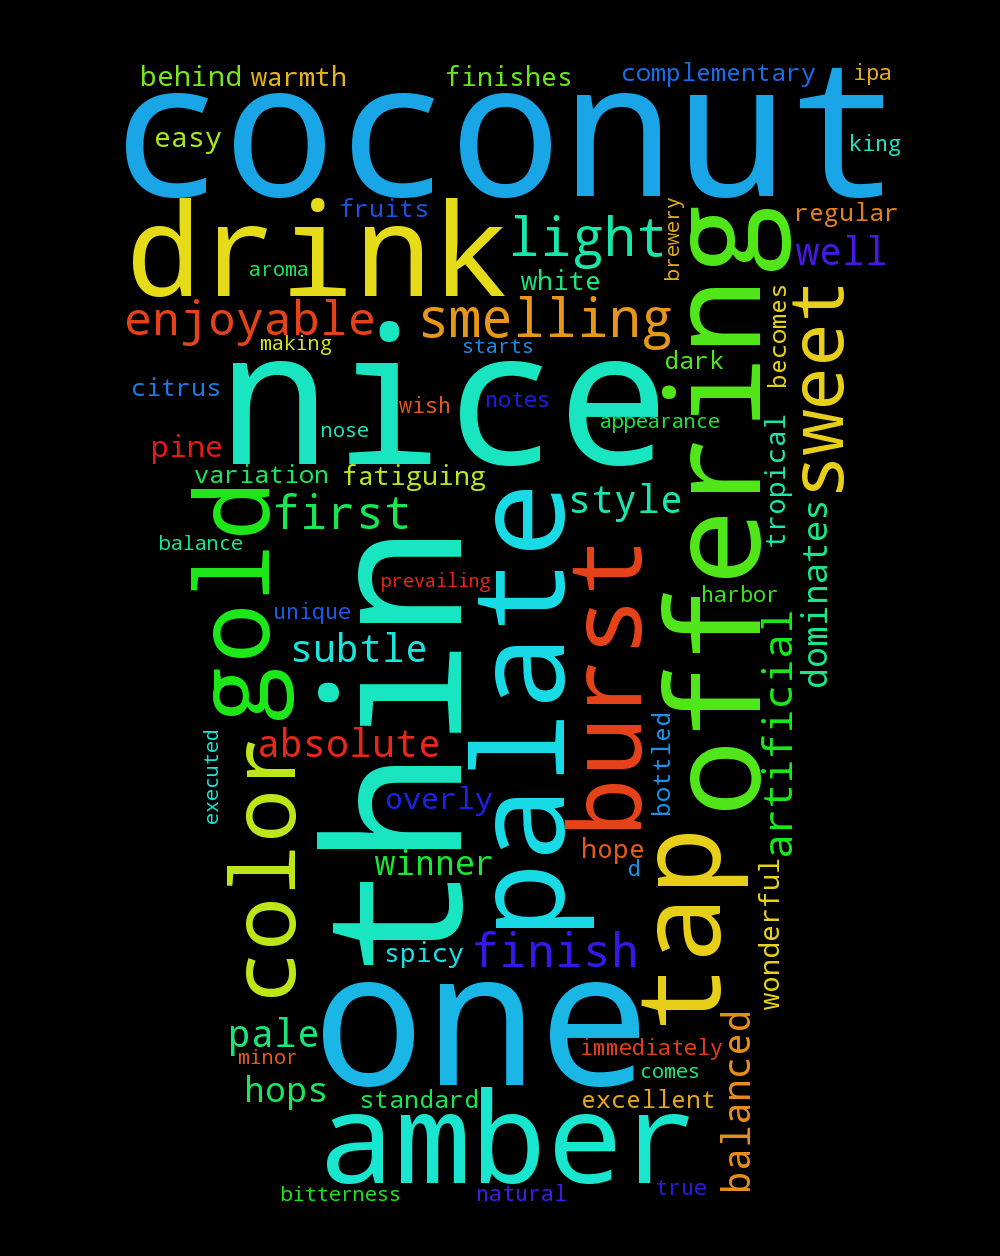 behind
warmth
finishes
complementary
ipa
coconut
easy
king
drink
fruits
light
brewery
offering
regular
well
aroma
white
enjoyable
smelling
becomes
sweet
making
starts
nice
dark
citrus
wish
notes
appearance
nose
pine
tropical
variation
fatiguing
style
gold
first
think
palate
burst
dominates
balance
prevailing
harbor
unique
artificial
subtle
absolute
bottled
executed
color
overly
tap
winner
hope
d
wonderful
spicy
finish
one
pale
balanced
minor
immediately
comes
hops
standard
excellent
amber
bitterness
natural
true